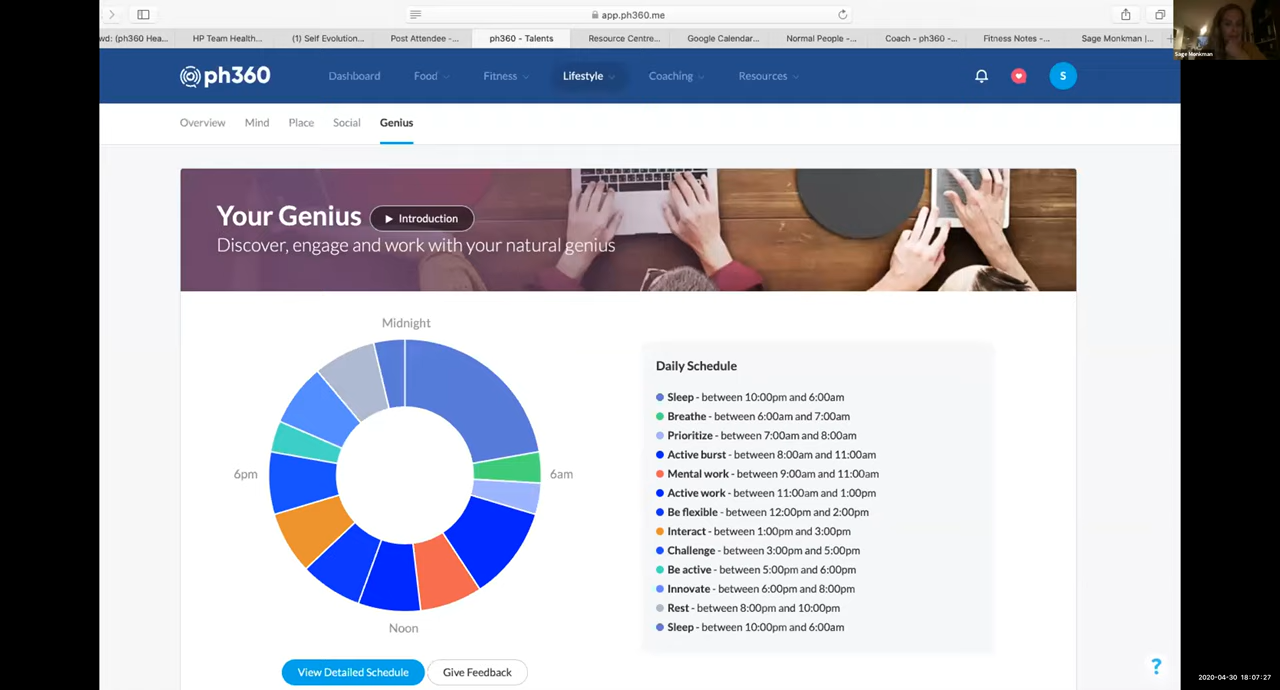 app.ph360.me
wd: (ph360 Hea...
HP Team Health...
(1) Self Evolution...
Post Attendee -...
ph360 - Talents
Resource Centre...
Google Calendar...
Normal People -...
Coach - ph360 -...
Fitness Notes -...
Sage Monkman |...
Sage Monkman
ph360
Dashboard
Food
Fitness
Lifestyle
Coaching
Resources
S
Overview
Mind
Place
Social
Genius
Your Genius
Introduction
Discover, engage and work with your natural genius
Midnight
6pm
6am
Noon
Daily Schedule
Sleep - between 10:00pm and 6:00am
Breathe - between 6:00am and 7:00am
Prioritize - between 7:00am and 8:00am
Active burst - between 8:00am and 11:00am
Mental work - between 9:00am and 11:00am
Active work - between 11:00am and 1:00pm
Be flexible - between 12:00pm and 2:00pm
Interact - between 1:00pm and 3:00pm
Challenge - between 3:00pm and 5:00pm
Be active - between 5:00pm and 6:00pm
Innovate - between 6:00pm and 8:00pm
Rest - between 8:00pm and 10:00pm
Sleep - between 10:00pm and 6:00am
View Detailed Schedule
Give Feedback
?
2020-04-30 18:07:27